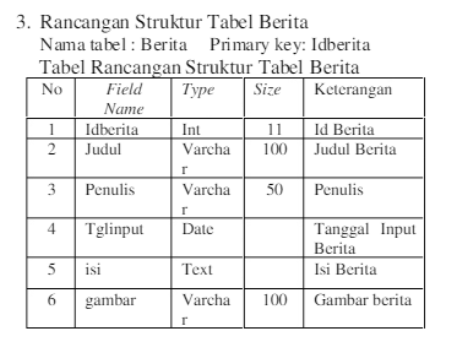 3. Rancangan Struktur Tabel Berita
Nama tabel : Berita Primary key: Idberita
Tabel Rancangan Struktur Tabel Berita
No Field Name Type Size Keterangan
1 Idberita Int 11 Id Berita
2 Judul Varchar 100 Judul Berita
3 Penulis Varchar 50 Penulis
4 Tglinput Date Tanggal Input Berita
5 isi Text Isi Berita
6 gambar Varchar 100 Gambar berita